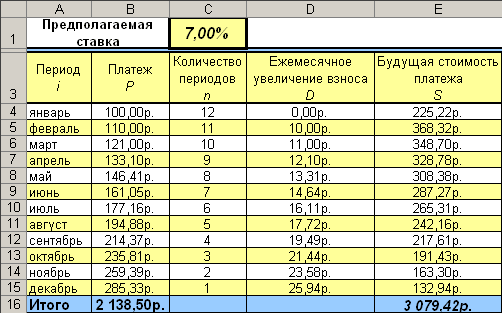 A B C D E
1 Предполагаемая ставка 7,00%
3 Период i Платеж P Количество периодов n Ежемесячное увеличение взноса D Будущая стоимость платежа S
4 январь 100,00р. 12 0,00р. 225,22р.
5 февраль 110,00р. 11 10,00р. 368,32р.
6 март 121,00р. 10 11,00р. 348,70р.
7 апрель 133,10р. 9 12,10р. 328,78р.
8 май 146,41р. 8 13,31р. 308,38р.
9 июнь 161,05р. 7 14,64р. 287,27р.
10 июль 177,16р. 6 16,11р. 265,31р.
11 август 194,88р. 5 17,72р. 242,16р.
12 сентябрь 214,37р. 4 19,49р. 217,61р.
13 октябрь 235,81р. 3 21,44р. 191,43р.
14 ноябрь 259,39р. 2 23,58р. 163,30р.
15 декабрь 285,33р. 1 25,94р. 132,94р.
16 Итого 2 138,50р. 3 079,42р.